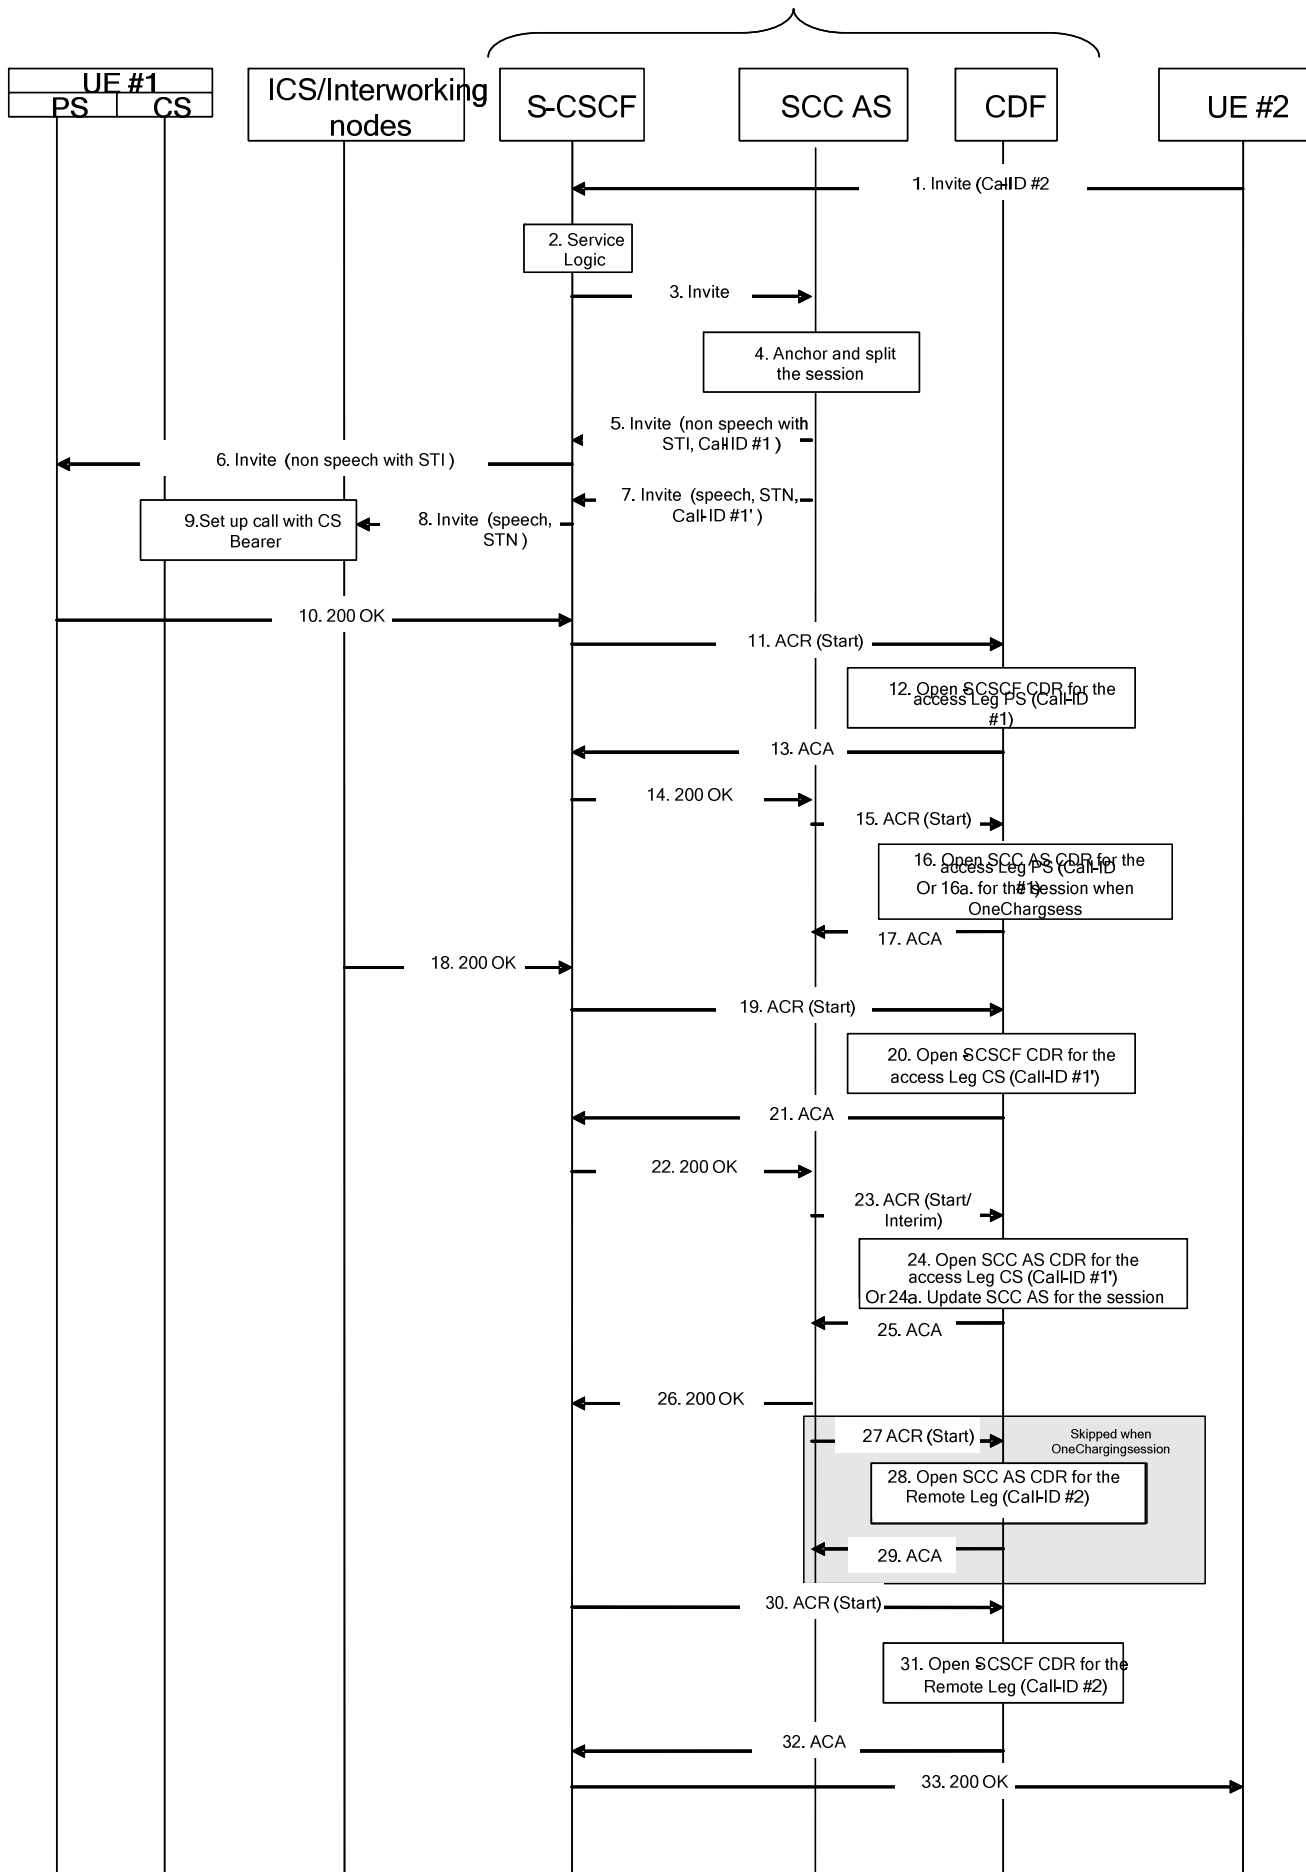 UE #1
PS
CS
ICS/Interworking
nodes
S-CSCF
SCC AS
CDF
UE #2
1. Invite (Call-ID #2
2. Service
Logic
3. Invite
4. Anchor and split
the session
5. Invite (non speech with
STI, Call-ID #1 )
6. Invite (non speech with STI )
7. Invite (speech, STN,
Call-ID #1' )
8. Invite (speech,
STN )
9.Set up call with CS
Bearer
10. 200 OK
11. ACR (Start)
12. Open S-CSCF CDR for the
access Leg PS (Call-ID
#1)
13. ACA
14. 200 OK
15. ACR (Start)
16. Open SCC AS CDR for the
access Leg PS (Call-ID
#1)
Or 16a. for the session when
OneChargsess
17. ACA
18. 200 OK
19. ACR (Start)
20. Open S-CSCF CDR for the
access Leg CS (Call-ID #1')
21. ACA
22. 200 OK
23. ACR (Start/
Interim)
24. Open SCC AS CDR for the
access Leg CS (Call-ID #1')
Or 24a. Update SCC AS for the session
25. ACA
26. 200 OK
27 ACR (Start)
Skipped when
OneChargingsession
28. Open SCC AS CDR for the
Remote Leg (Call-ID #2)
29. ACA
30. ACR (Start)
31. Open S-CSCF CDR for the
Remote Leg (Call-ID #2)
32. ACA
33. 200 OK